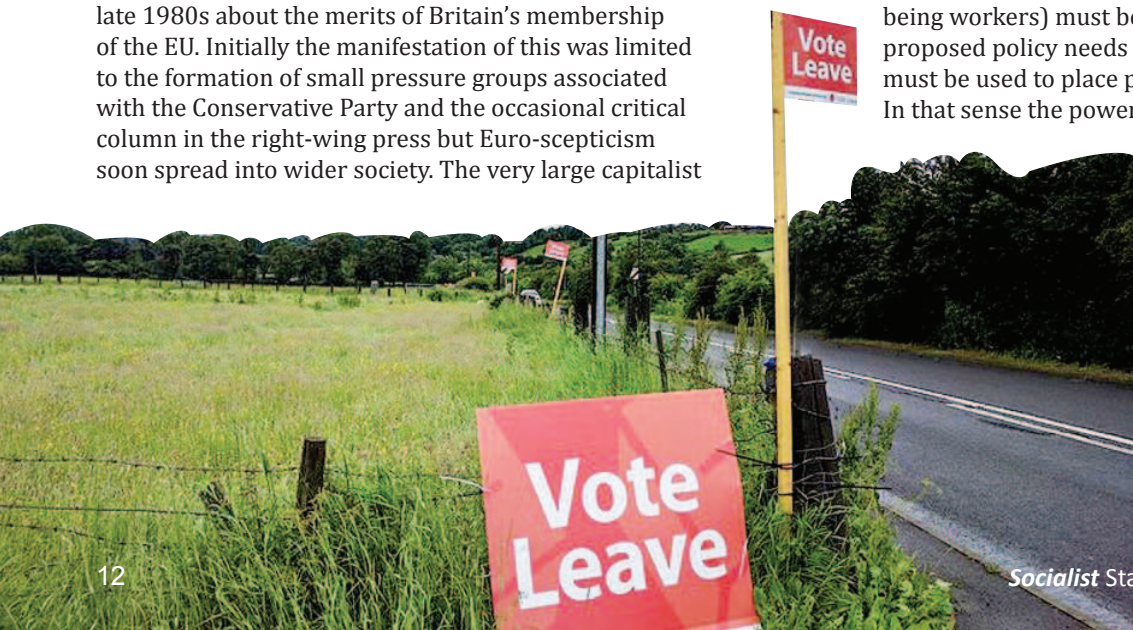 late 1980s about the merits of Britain’s membership
of the EU. Initially the manifestation of this was limited
to the formation of small pressure groups associated
with the Conservative Party and the occasional critical
column in the right-wing press but Euro-scepticism
soon spread into wider society. The very large capitalist
being workers) must be
proposed policy needs
must be used to place p
In that sense the power
Vote
Leave
Vote
Leave
12
Socialist Sta